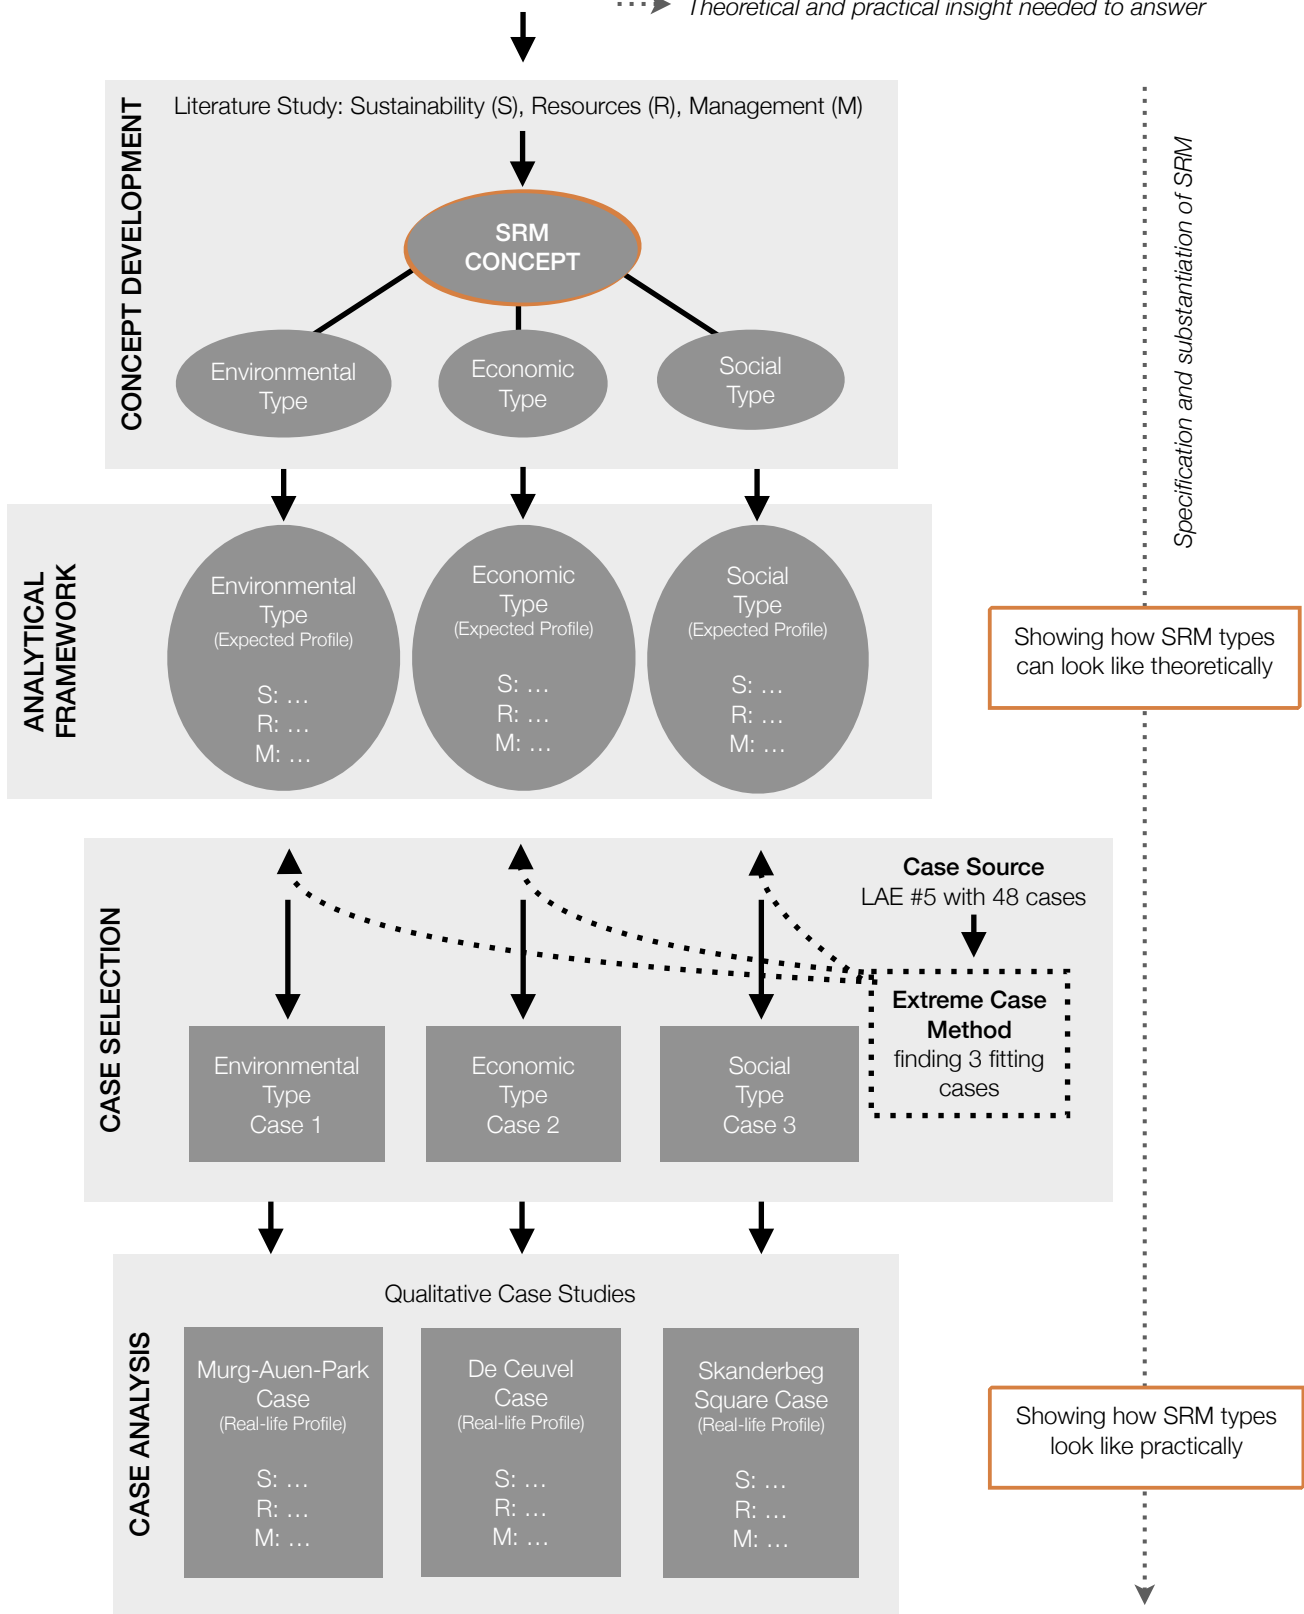 Theoretical and practical insight needed to answer
CONCEPT DEVELOPMENT
Literature Study: Sustainability (S), Resources (R), Management (M)
SRM
CONCEPT
Environmental
Type
Economic
Type
Social
Type
Specification and substantiation of SRM
ANALYTICAL
FRAMEWORK
Environmental
Type
(Expected Profile)
S: ...
R: ...
M: ...
Economic
Type
(Expected Profile)
S: ...
R: ...
M: ...
Social
Type
(Expected Profile)
S: ...
R: ...
M: ...
Showing how SRM types
can look like theoretically
CASE SELECTION
Case Source
LAE #5 with 48 cases
Extreme Case
Method
finding 3 fitting
cases
Environmental
Type
Case 1
Economic
Type
Case 2
Social
Type
Case 3
CASE ANALYSIS
Qualitative Case Studies
Murg-Auen-Park
Case
(Real-life Profile)
S: ...
R: ...
M: ...
De Ceuvel
Case
(Real-life Profile)
S: ...
R: ...
M: ...
Skanderbeg
Square Case
(Real-life Profile)
S: ...
R: ...
M: ...
Showing how SRM types
look like practically